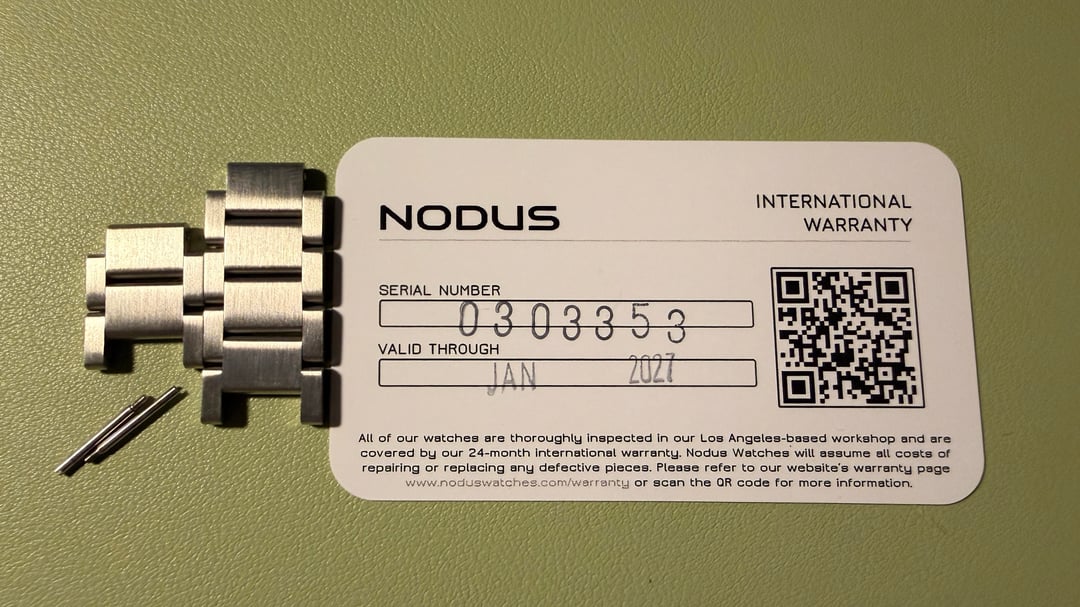 NODUS
INTERNATIONAL
WARRANTY
SERIAL NUMBER
0303353
VALID THROUGH
JAN 2027
All of our watches are thoroughly inspected in our Los Angeles-based workshop and are
covered by our 24-month international warranty. Nodus Watches will assume all costs of
repairing or replacing any defective pieces. Please refer to our website's warranty page
www.noduswatches.com/warranty or scan the QR code for more information.